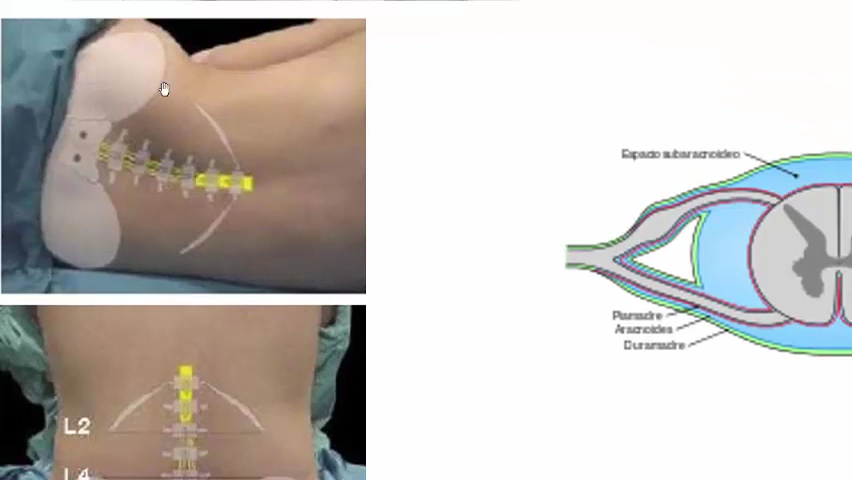 Espacio subaracnoideo
Piamadre
Aracnoides
Duramadre
L2
L4